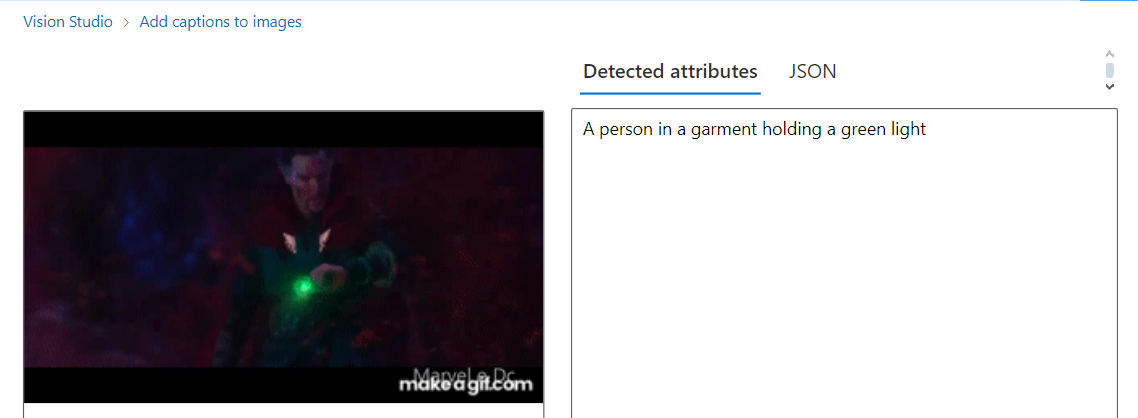 Vision Studio > Add captions to images
Detected attributes JSON
A person in a garment holding a green light
Marvel e Dc
makeagif.com